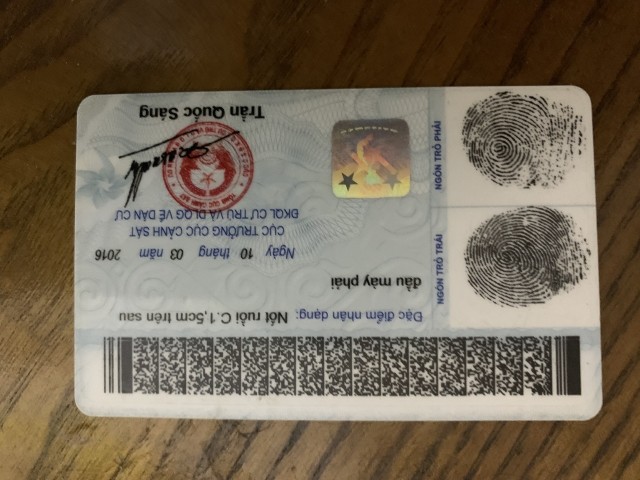 Đặc điểm nhân dạng: Nốt ruồi C.1,5cm trên sau
đầu mày phải
NGÓN TRỎ TRÁI
NGÓN TRỎ PHẢI
Ngày 10 tháng 03 năm 2016
CỤC TRƯỞNG CỤC CẢNH SÁT
ĐKQL CƯ TRÚ VÀ DLQG VỀ DÂN CƯ
Trần Quốc Sáng